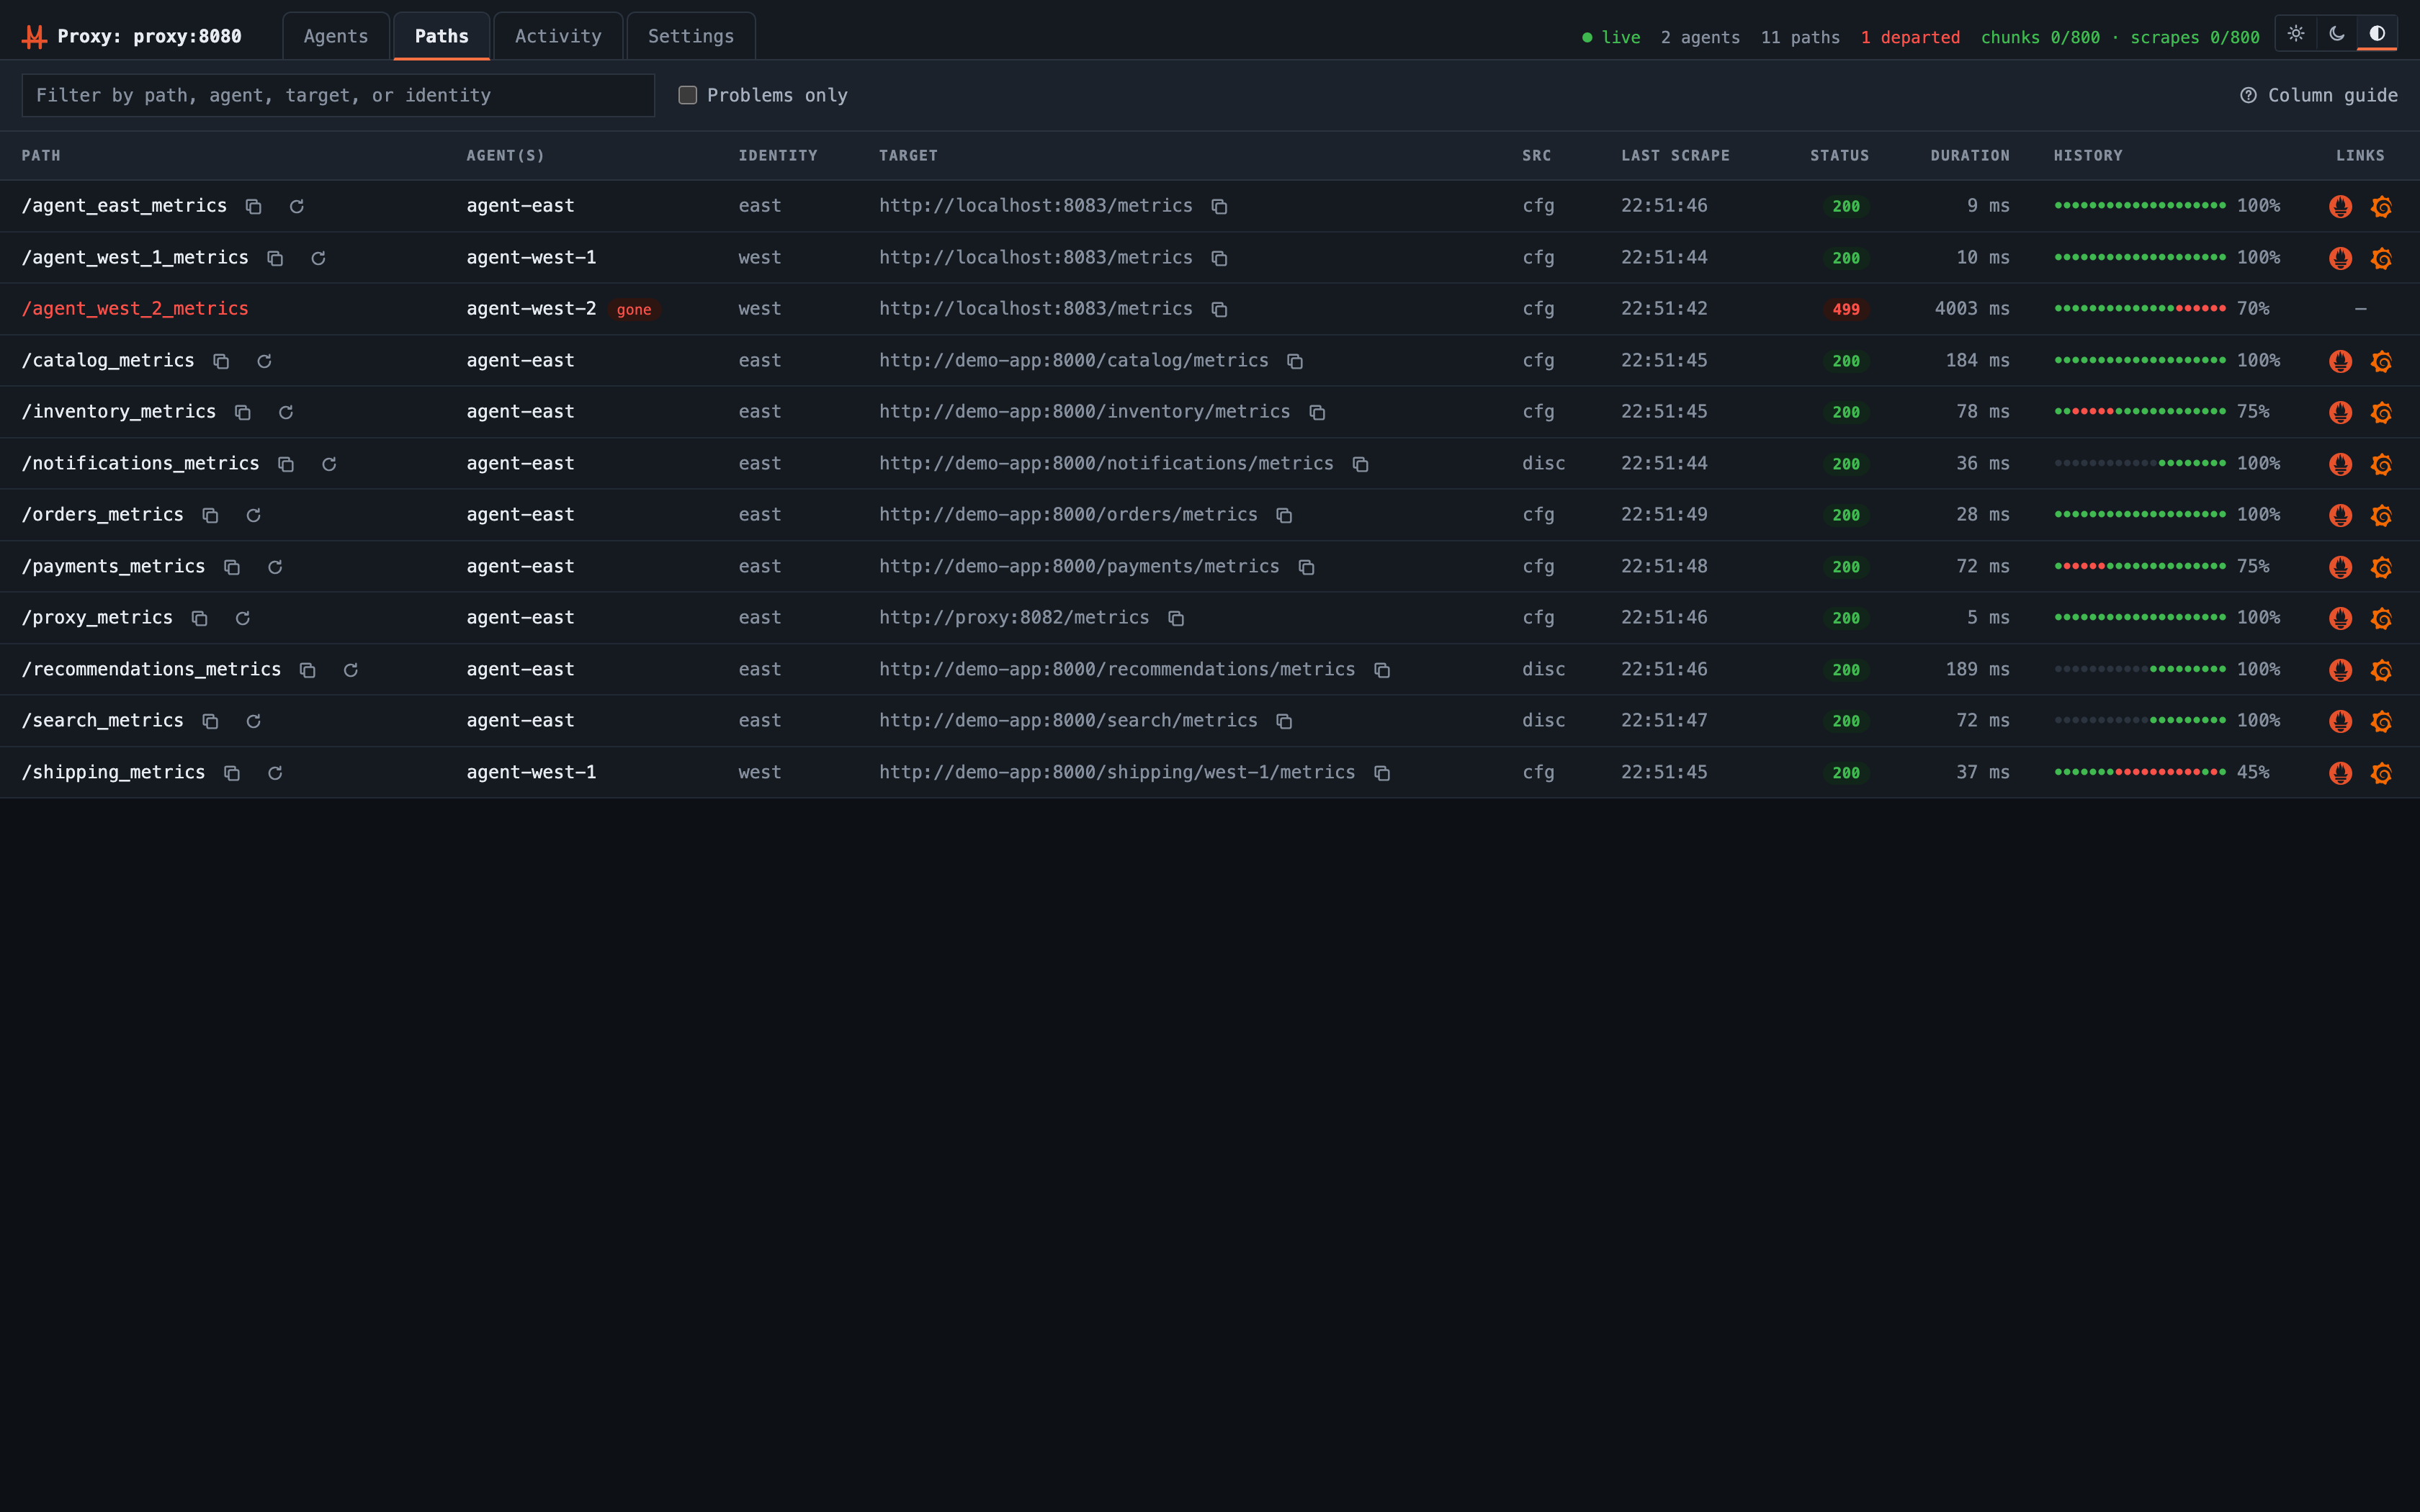 Proxy: proxy:8080 Agents Paths Activity Settings live 2 agents 11 paths 1 departed chunks 0/800 · scrapes 0/800
Filter by path, agent, target, or identity Problems only Column guide
PATH AGENT(S) IDENTITY TARGET SRC LAST SCRAPE STATUS DURATION HISTORY LINKS
/agent_east_metrics agent-east east http://localhost:8083/metrics cfg 22:51:46 200 9 ms 100%
/agent_west_1_metrics agent-west-1 west http://localhost:8083/metrics cfg 22:51:44 200 10 ms 100%
/agent_west_2_metrics agent-west-2 gone west http://localhost:8083/metrics cfg 22:51:42 499 4003 ms 70% —
/catalog_metrics agent-east east http://demo-app:8000/catalog/metrics cfg 22:51:45 200 184 ms 100%
/inventory_metrics agent-east east http://demo-app:8000/inventory/metrics cfg 22:51:45 200 78 ms 75%
/notifications_metrics agent-east east http://demo-app:8000/notifications/metrics disc 22:51:44 200 36 ms 100%
/orders_metrics agent-east east http://demo-app:8000/orders/metrics cfg 22:51:49 200 28 ms 100%
/payments_metrics agent-east east http://demo-app:8000/payments/metrics cfg 22:51:48 200 72 ms 75%
/proxy_metrics agent-east east http://proxy:8082/metrics cfg 22:51:46 200 5 ms 100%
/recommendations_metrics agent-east east http://demo-app:8000/recommendations/metrics disc 22:51:46 200 189 ms 100%
/search_metrics agent-east east http://demo-app:8000/search/metrics disc 22:51:47 200 72 ms 100%
/shipping_metrics agent-west-1 west http://demo-app:8000/shipping/west-1/metrics cfg 22:51:45 200 37 ms 45%